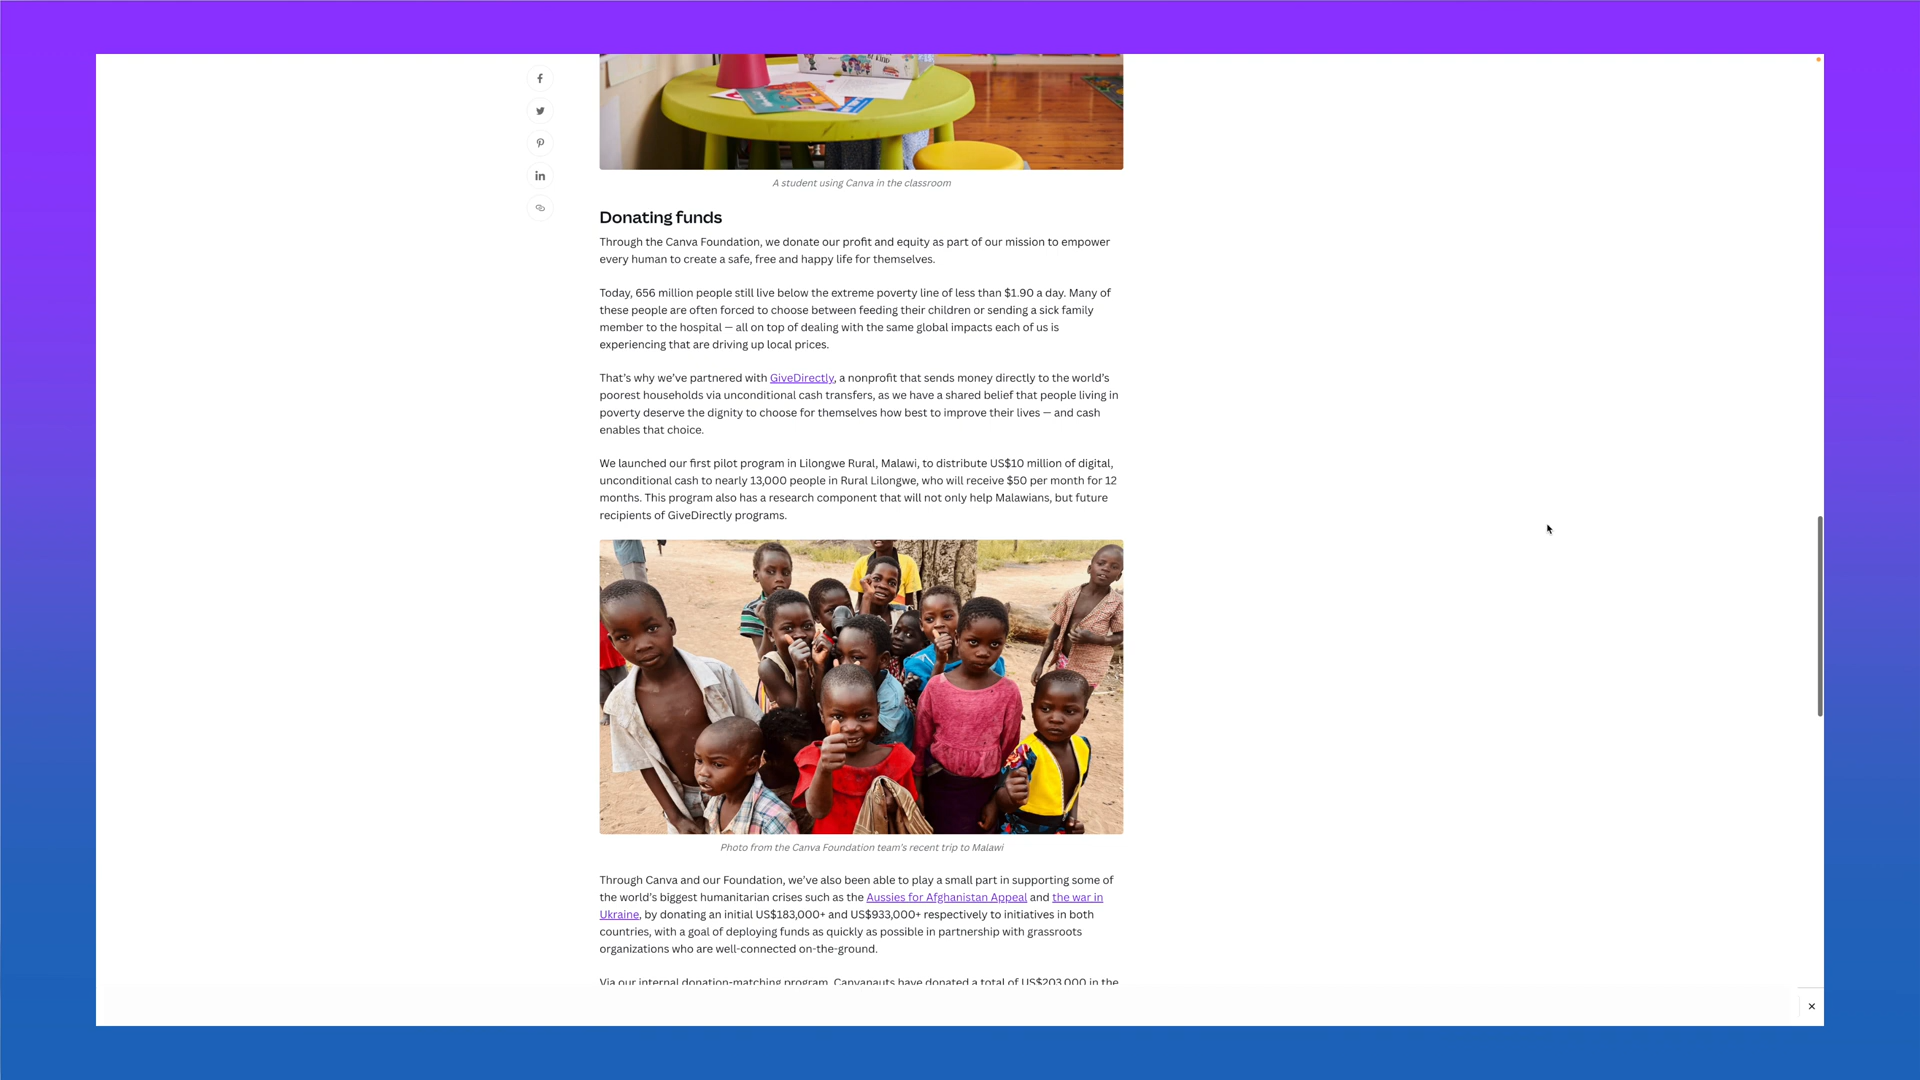 A student using Canva in the classroom
Donating funds
Through the Canva Foundation, we donate our profit and equity as part of our mission to empower
every human to create a safe, free and happy life for themselves.
Today, 656 million people still live below the extreme poverty line of less than $1.90 a day. Many of
these people are often forced to choose between feeding their children or sending a sick family
member to the hospital — all on top of dealing with the same global impacts each of us is
experiencing that are driving up local prices.
That's why we've partnered with GiveDirectly, a nonprofit that sends money directly to the world's
poorest households via unconditional cash transfers, as we have a shared belief that people living in
poverty deserve the dignity to choose for themselves how best to improve their lives — and cash
enables that choice.
We launched our first pilot program in Lilongwe Rural, Malawi, to distribute US$10 million of digital,
unconditional cash to nearly 13,000 people in Rural Lilongwe, who will receive $50 per month for 12
months. This program also has a research component that will not only help Malawians, but future
recipients of GiveDirectly programs.
Photo from the Canva Foundation team's recent trip to Malawi
Through Canva and our Foundation, we've also been able to play a small part in supporting some of
the world's biggest humanitarian crises such as the Aussies for Afghanistan Appeal and the war in
Ukraine, by donating an initial US$183,000+ and US$933,000+ respectively to initiatives in both
countries, with a goal of deploying funds as quickly as possible in partnership with grassroots
organizations who are well-connected on-the-ground.
Via our internal donation-matching program, Canvanauts have donated a total of US$203,000 in the